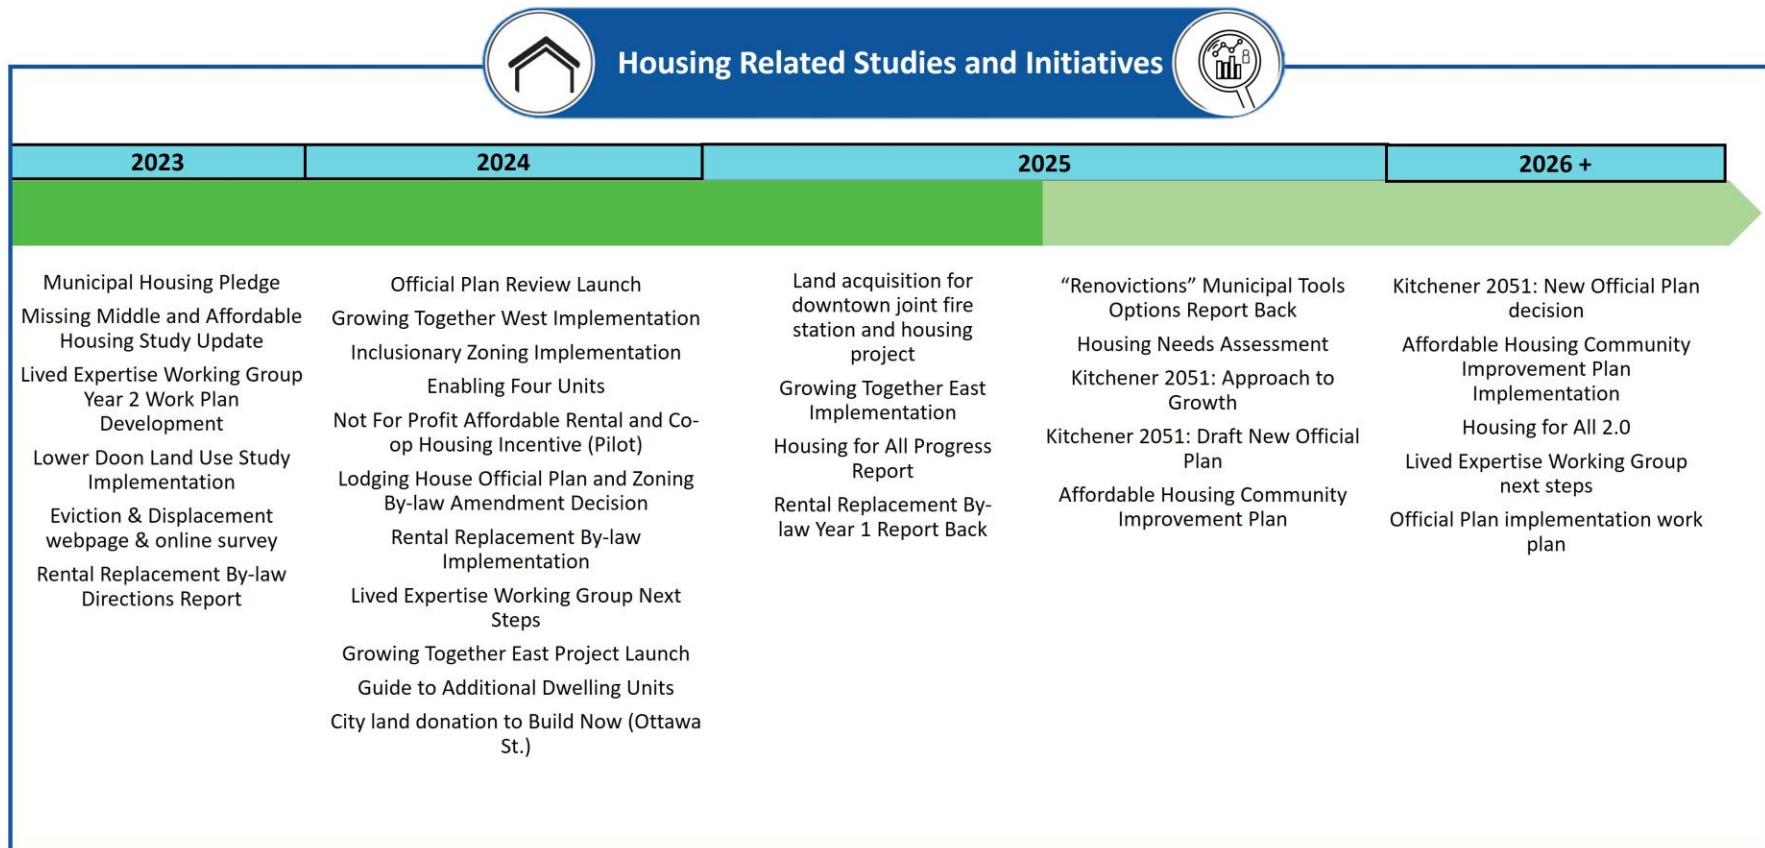 Housing Related Studies and Initiatives
2023
2024
2025
2026 +
Municipal Housing Pledge
Missing Middle and Affordable
Housing Study Update
Lived Expertise Working Group
Year 2 Work Plan
Development
Lower Doon Land Use Study
Implementation
Eviction & Displacement
webpage & online survey
Rental Replacement By-law
Directions Report
Official Plan Review Launch
Growing Together West Implementation
Inclusionary Zoning Implementation
Enabling Four Units
Not For Profit Affordable Rental and Co-
op Housing Incentive (Pilot)
Lodging House Official Plan and Zoning
By-law Amendment Decision
Rental Replacement By-law
Implementation
Lived Expertise Working Group Next
Steps
Growing Together East Project Launch
Guide to Additional Dwelling Units
City land donation to Build Now (Ottawa
St.)
Land acquisition for
downtown joint fire
station and housing
project
Growing Together East
Implementation
Housing for All Progress
Report
Rental Replacement By-
law Year 1 Report Back
“Renovictions” Municipal Tools
Options Report Back
Housing Needs Assessment
Kitchener 2051: Approach to
Growth
Kitchener 2051: Draft New Official
Plan
Affordable Housing Community
Improvement Plan
Kitchener 2051: New Official Plan
decision
Affordable Housing Community
Improvement Plan
Implementation
Housing for All 2.0
Lived Expertise Working Group
next steps
Official Plan implementation work
plan